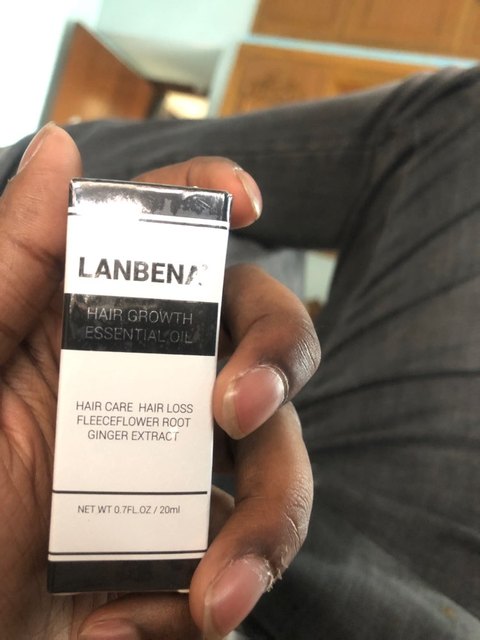 LANBENA
HAIR GROWTH
ESSENTIAL OIL
HAIR CARE HAIR LOSS
FLEECEFLOWER ROOT
GINGER EXTRACT
NET WT 0.7FL.OZ / 20ml